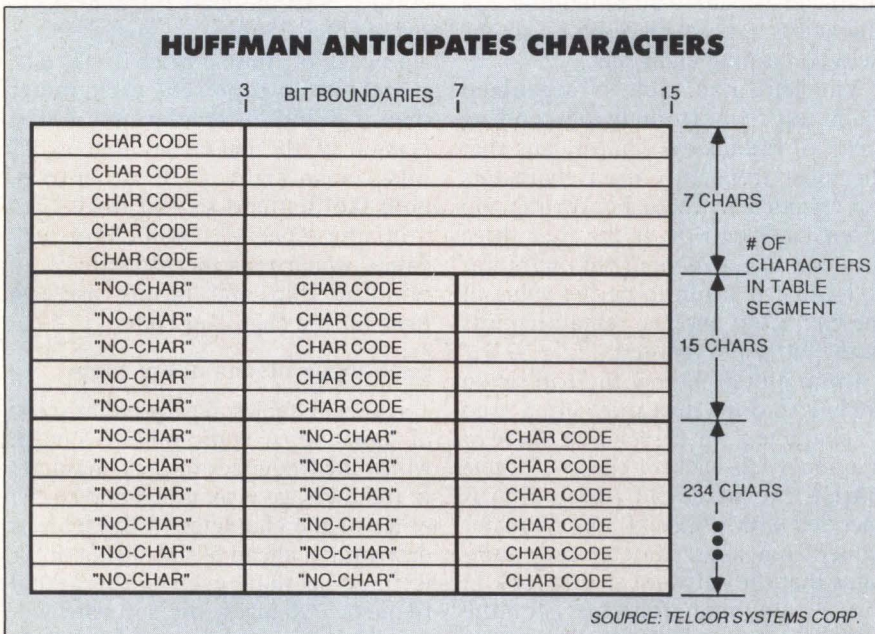 HUFFMAN ANTICIPATES CHARACTERS
3 BIT BOUNDARIES 7 15
CHAR CODE
CHAR CODE
CHAR CODE
CHAR CODE
CHAR CODE
7 CHARS
# OF
CHARACTERS
IN TABLE
SEGMENT
"NO-CHAR" CHAR CODE
"NO-CHAR" CHAR CODE
"NO-CHAR" CHAR CODE
"NO-CHAR" CHAR CODE
"NO-CHAR" CHAR CODE
15 CHARS
"NO-CHAR" "NO-CHAR" CHAR CODE
"NO-CHAR" "NO-CHAR" CHAR CODE
"NO-CHAR" "NO-CHAR" CHAR CODE
"NO-CHAR" "NO-CHAR" CHAR CODE
"NO-CHAR" "NO-CHAR" CHAR CODE
"NO-CHAR" "NO-CHAR" CHAR CODE
234 CHARS
SOURCE: TELCOR SYSTEMS CORP.